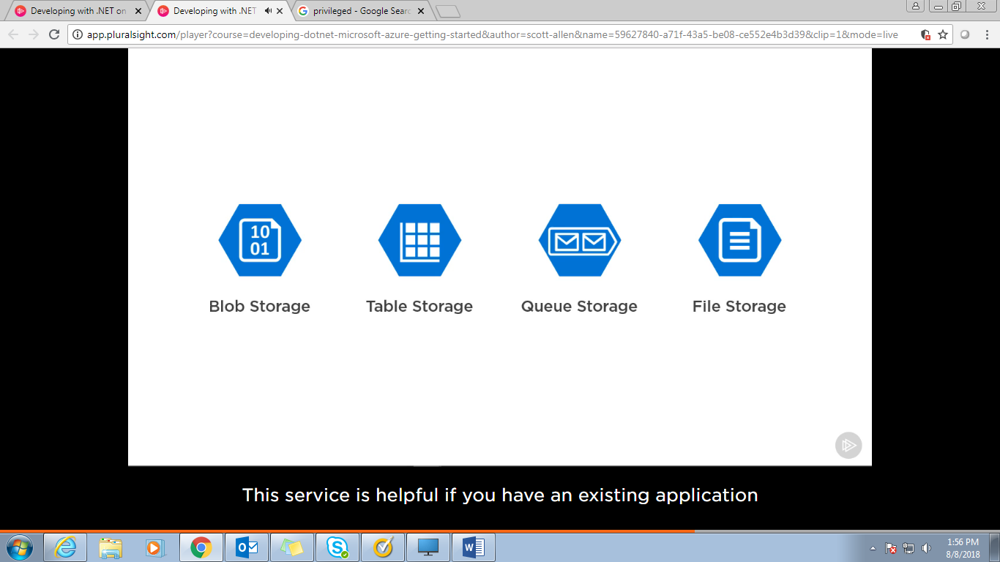 Developing with .NET on
Developing with .NET
privileged - Google Searc
app.pluralsight.com/player?course=developing-dotnet-microsoft-azure-getting-started&author=scott-allen&name=59627840-a71f-43a5-be08-ce552e4b3d39&clip=1&mode=live
10
01
Blob Storage
Table Storage
Queue Storage
File Storage
This service is helpful if you have an existing application
1:56 PM
8/8/2018